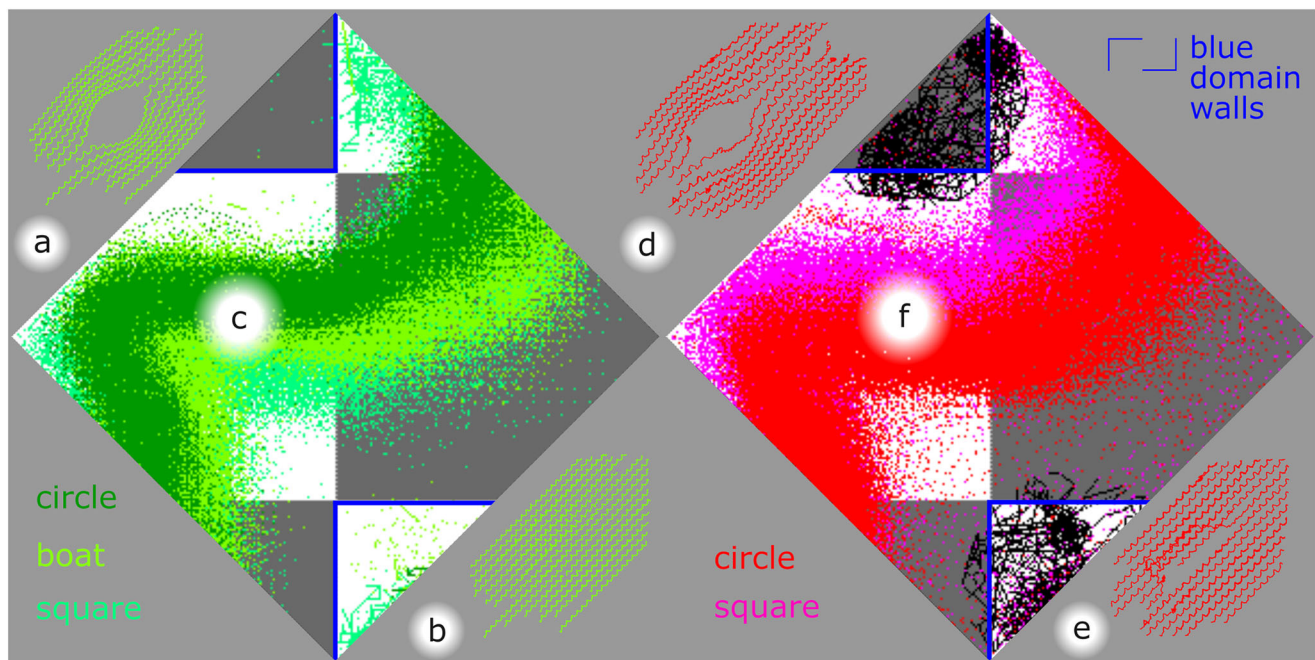 blue
domain
walls
a
d
c
f
circle
boat
square
circle
square
b
e